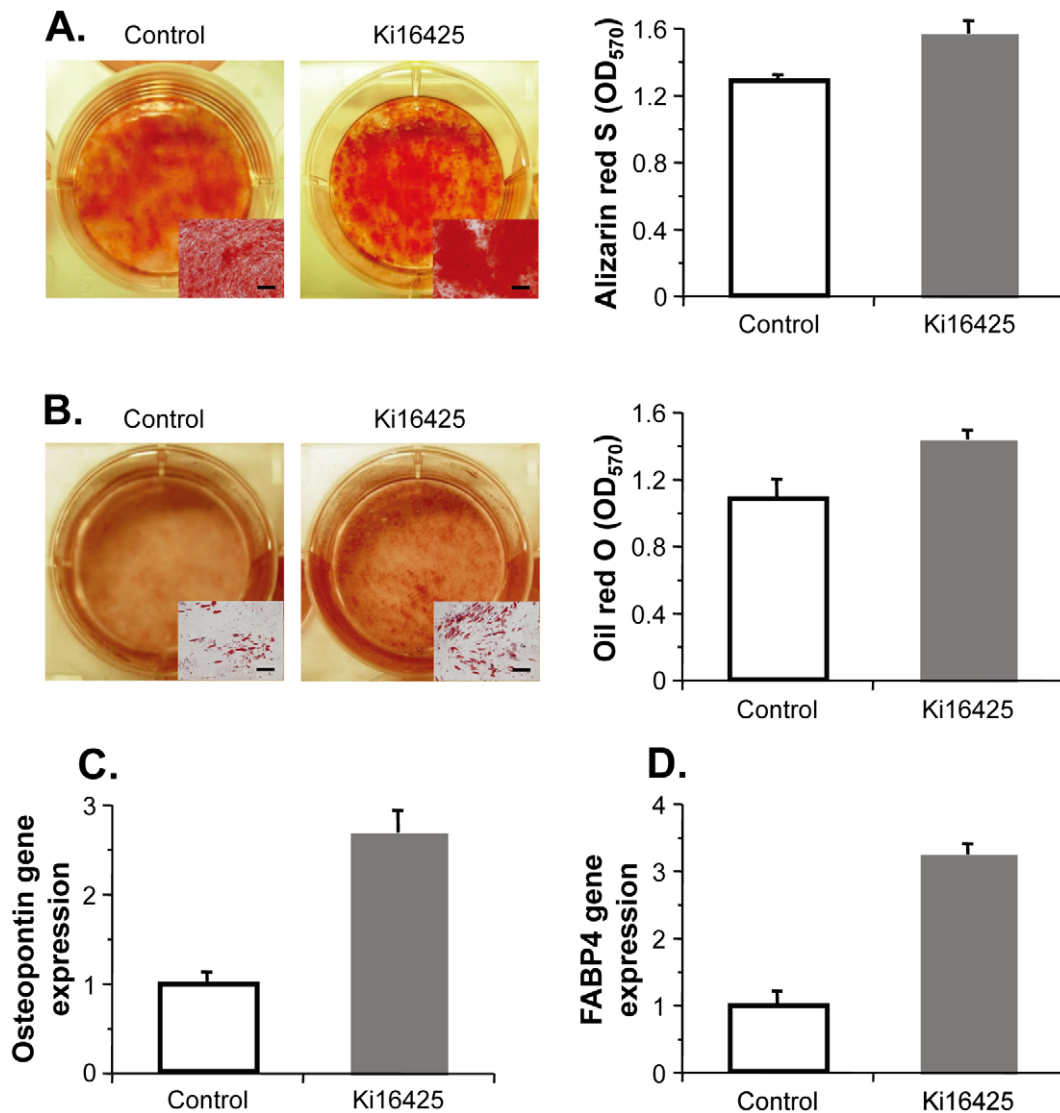 A.
Control
Ki16425
Alizarin red S (OD570)
1.6
1.2
0.8
0.4
0
Control
Ki16425
B.
Control
Ki16425
Oil red O (OD570)
1.6
1.2
0.8
0.4
0
Control
Ki16425
C.
Osteopontin gene
expression
3
2
1
0
Control
Ki16425
D.
FABP4 gene
expression
4
3
2
1
0
Control
Ki16425